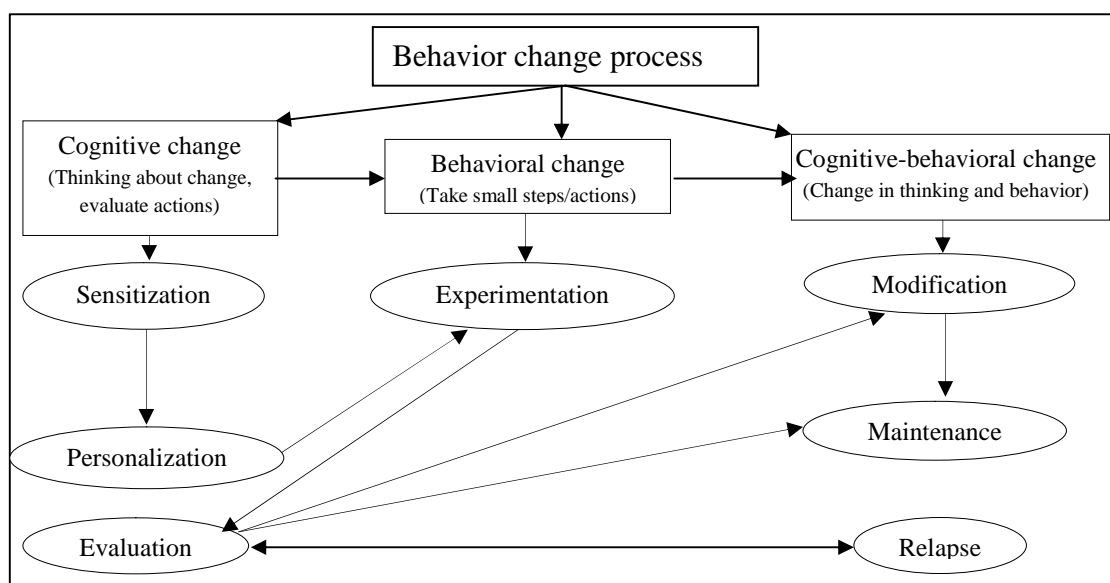 Behavior change process
Cognitive change
(Thinking about change,
evaluate actions)
Behavioral change
(Take small steps/actions)
Cognitive-behavioral change
(Change in thinking and behavior)
Sensitization
Experimentation
Modification
Personalization
Maintenance
Evaluation
Relapse